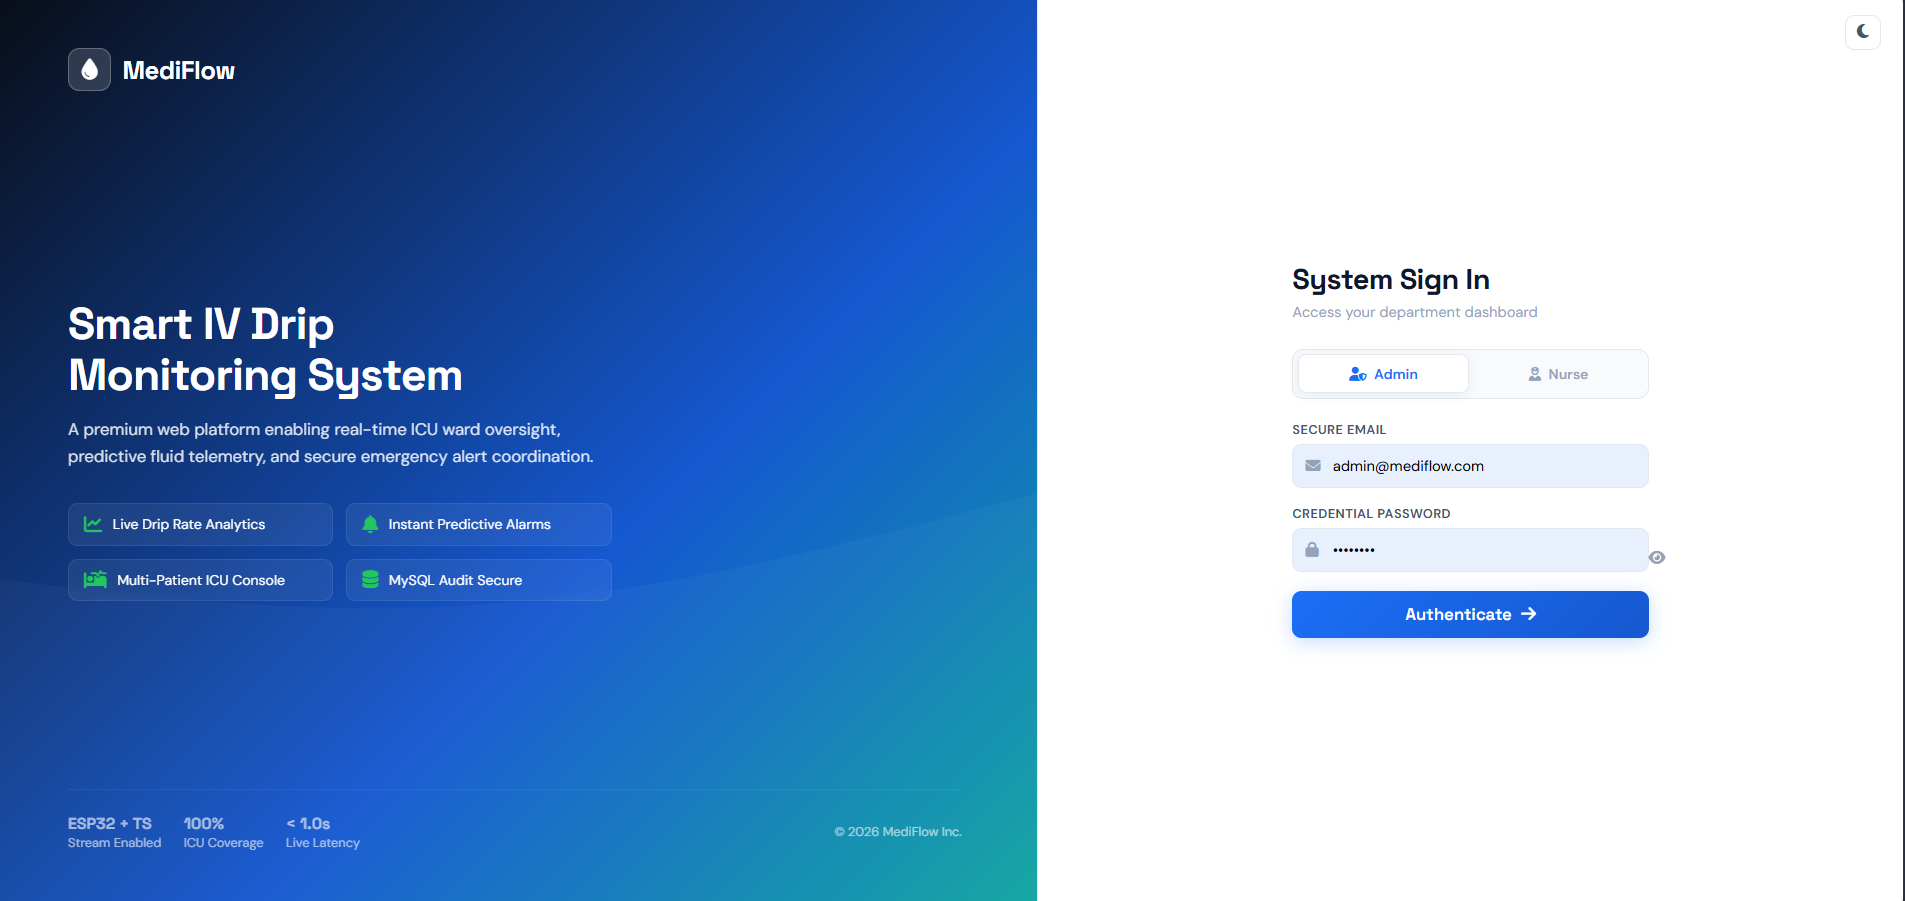 MediFlow
Smart IV Drip
Monitoring System
A premium web platform enabling real-time ICU ward oversight,
predictive fluid telemetry, and secure emergency alert coordination.
Live Drip Rate Analytics
Instant Predictive Alarms
Multi-Patient ICU Console
MySQL Audit Secure
ESP32 + TS
Stream Enabled
100%
ICU Coverage
< 1.0s
Live Latency
© 2026 MediFlow Inc.
System Sign In
Access your department dashboard
Admin
Nurse
SECURE EMAIL
admin@mediflow.com
CREDENTIAL PASSWORD
••••••••
Authenticate →